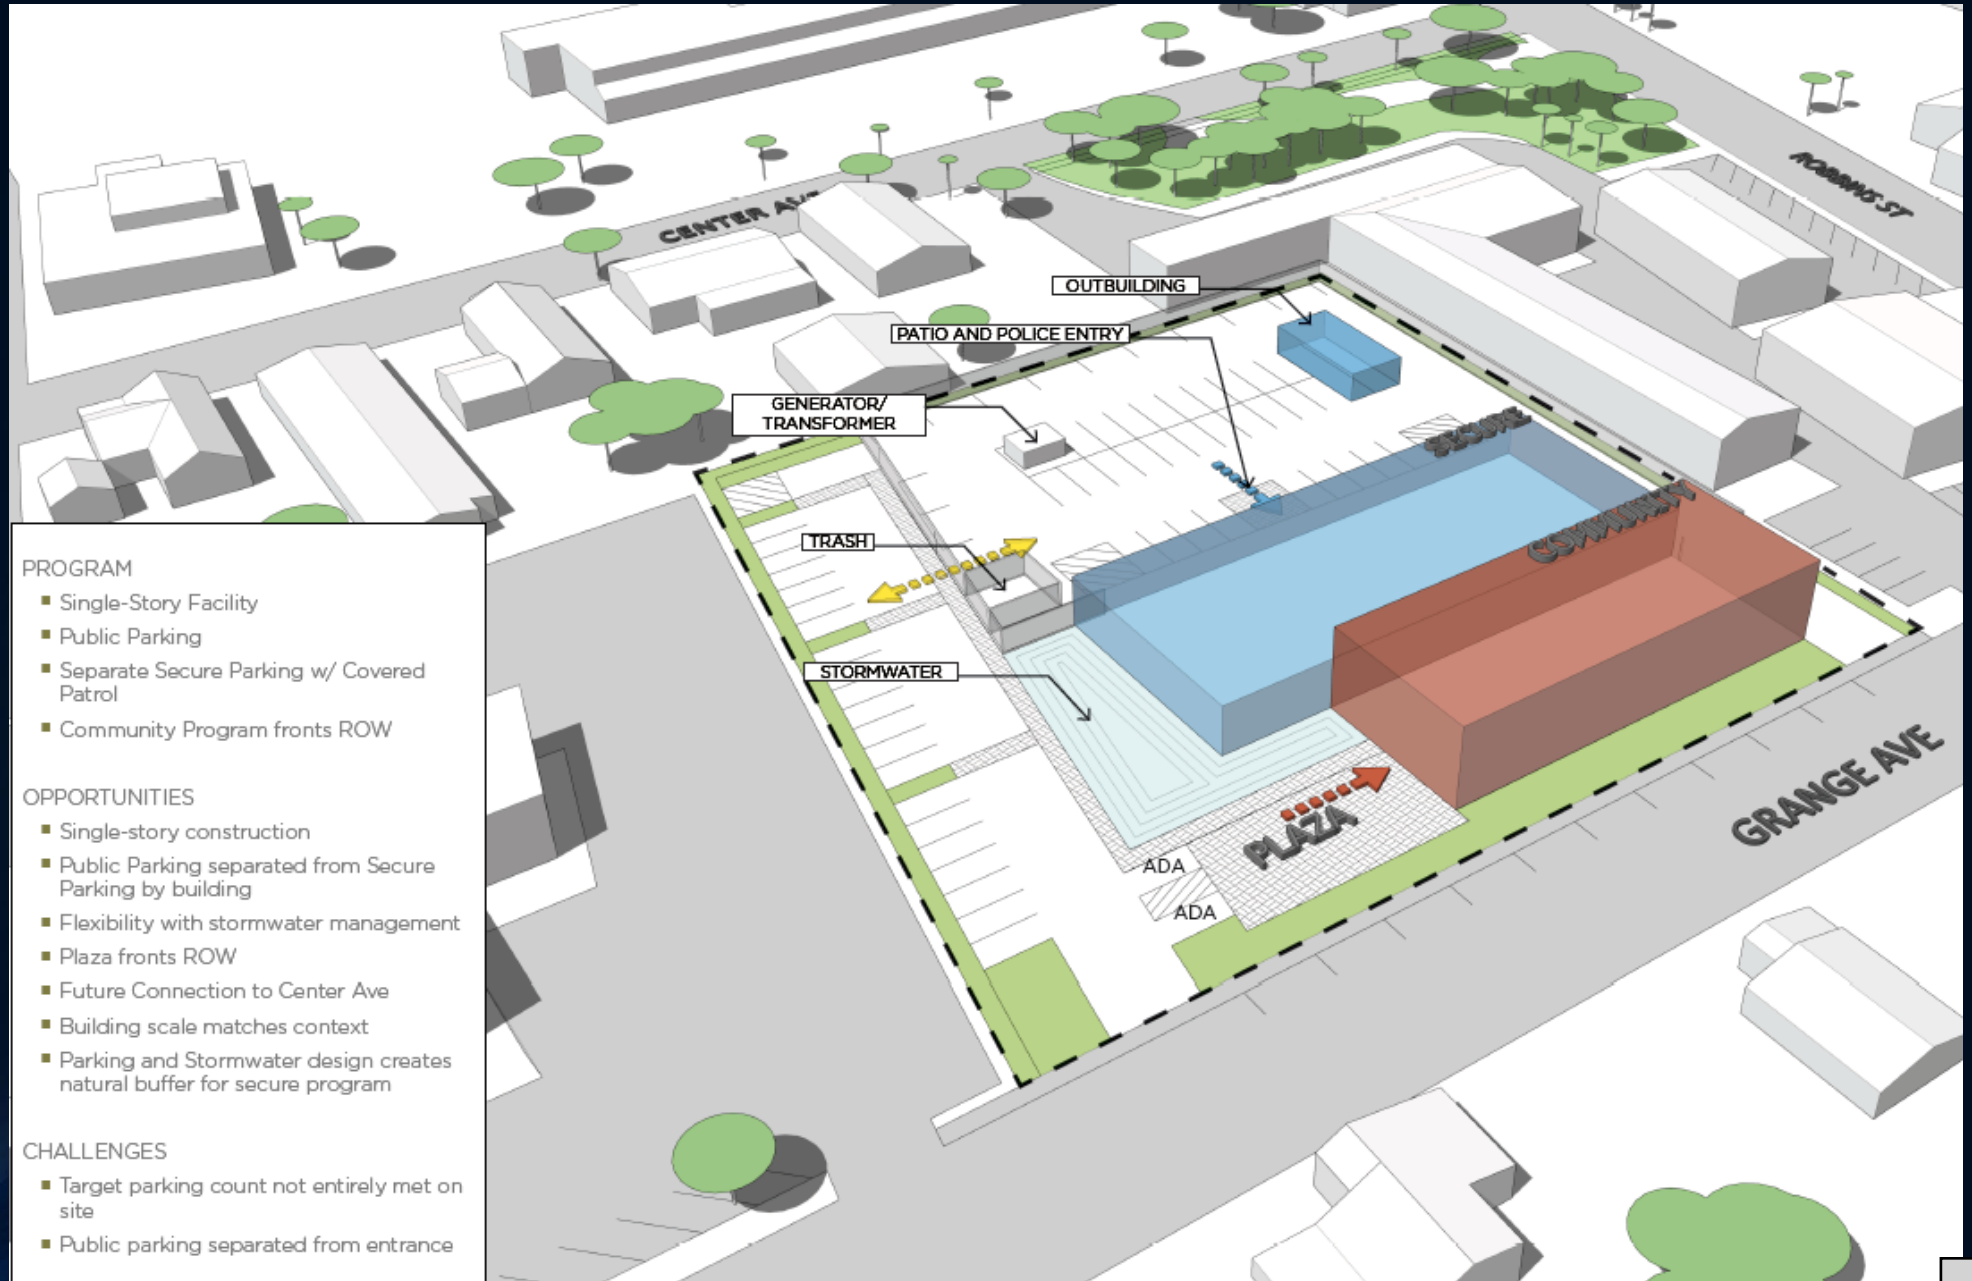 CENTER AVE
ROBBINS ST
OUTBUILDING
PATIO AND POLICE ENTRY
GENERATOR/
TRANSFORMER
SECURE
COMMUNITY
TRASH
STORMWATER
PLAZA
GRANGE AVE
ADA
ADA
PROGRAM
Single-Story Facility
Public Parking
Separate Secure Parking w/ Covered
Patrol
Community Program fronts ROW
OPPORTUNITIES
Single-story construction
Public Parking separated from Secure
Parking by building
Flexibility with stormwater management
Plaza fronts ROW
Future Connection to Center Ave
Building scale matches context
Parking and Stormwater design creates
natural buffer for secure program
CHALLENGES
Target parking count not entirely met on
site
Public parking separated from entrance